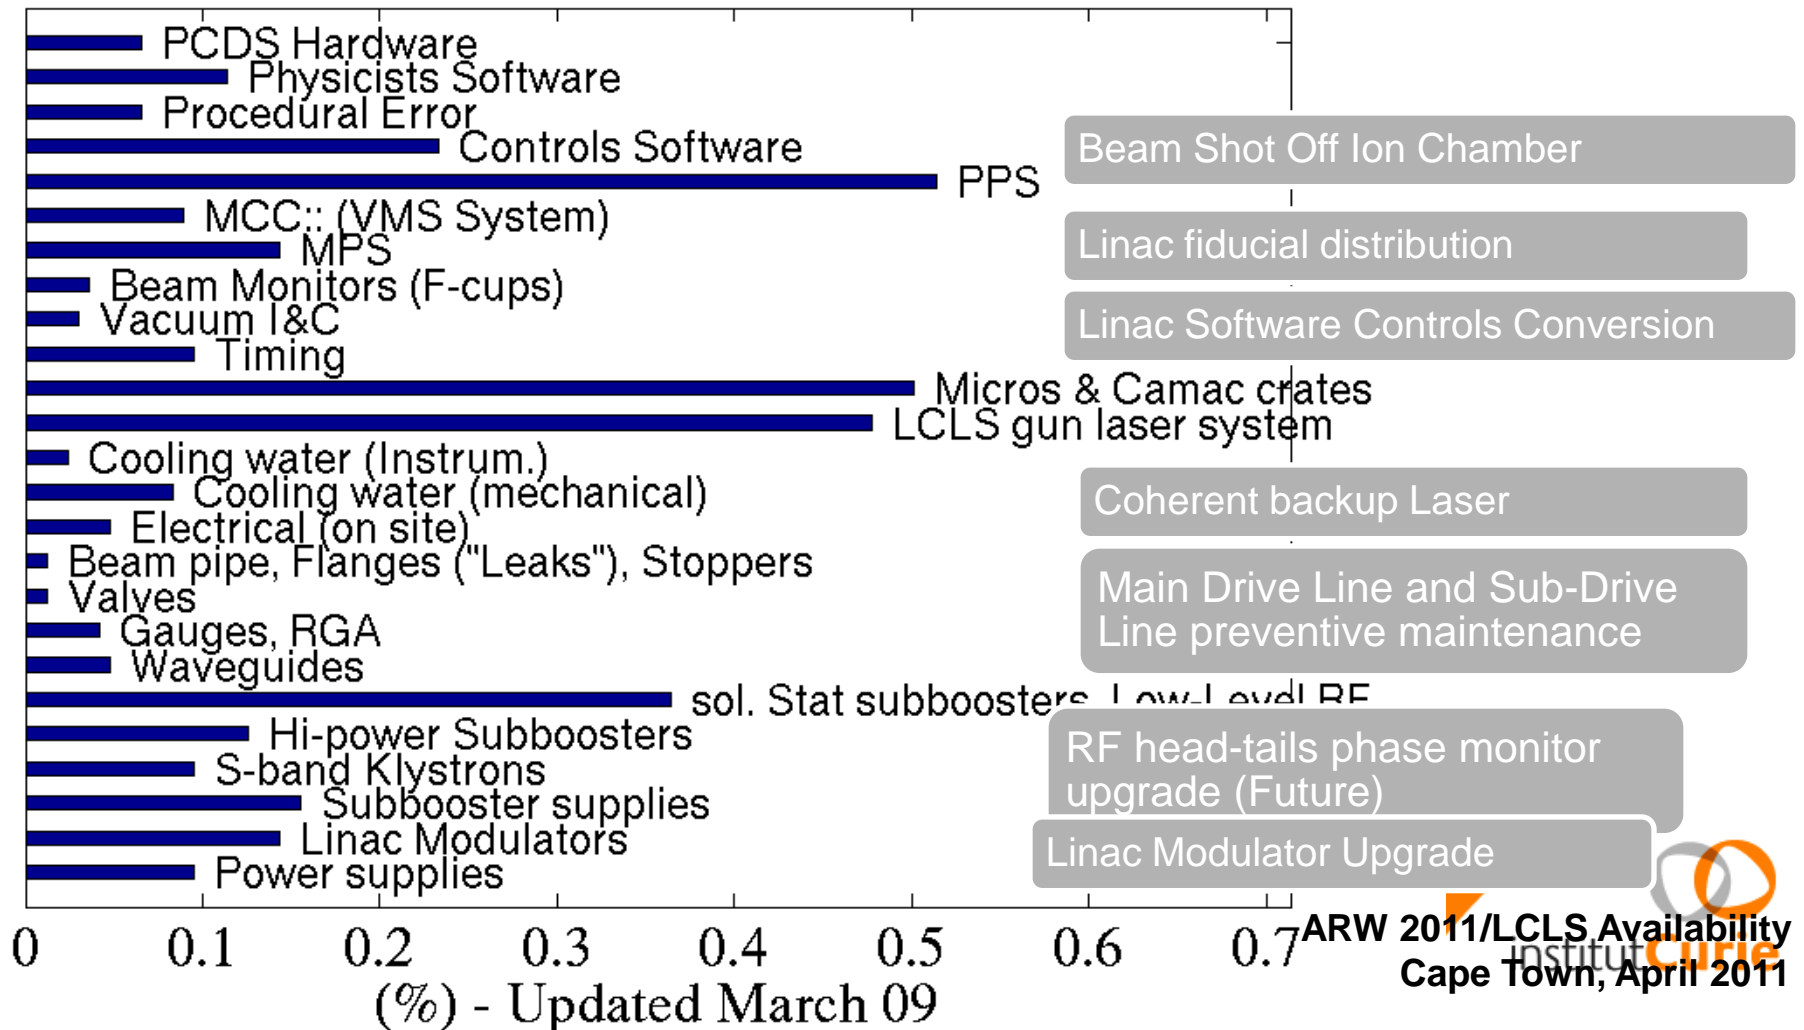 PCDS Hardware
Physicists Software
Procedural Error
Controls Software
PPS
MCC:: (VMS System)
MPS
Beam Monitors (F-cups)
Vacuum I&C
Timing
Micros & Camac crates
LCLS gun laser system
Cooling water (Instrum.)
Cooling water (mechanical)
Electrical (on site)
Beam pipe, Flanges ("Leaks"), Stoppers
Valves
Gauges, RGA
Waveguides
sol. Stat subboosters, Low-Level RF
Hi-power Subboosters
S-band Klystrons
Subbooster supplies
Linac Modulators
Power supplies
0 0.1 0.2 0.3 0.4 0.5 0.6 0.7
(%) - Updated March 09
Beam Shot Off Ion Chamber
Linac fiducial distribution
Linac Software Controls Conversion
Coherent backup Laser
Main Drive Line and Sub-Drive
Line preventive maintenance
RF head-tails phase monitor
upgrade (Future)
Linac Modulator Upgrade
ARW 2011/LCLS Availability
Cape Town, April 2011
institutCurie